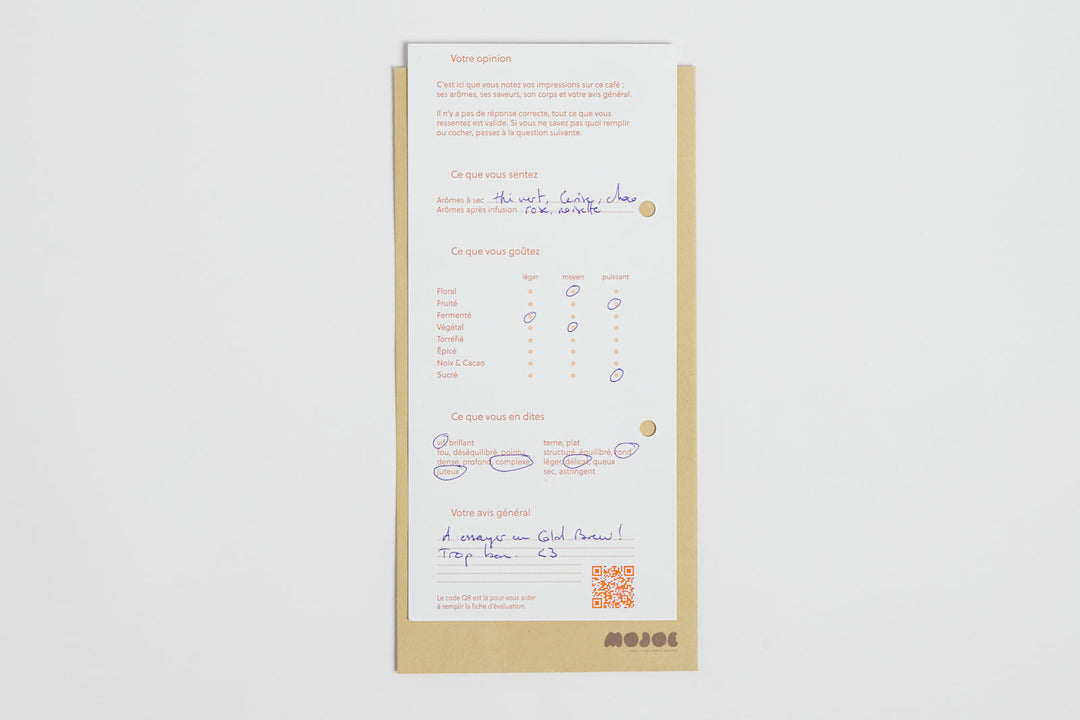 Votre opinion
C'est ici que vous notez vos impressions sur ce café :
ses arômes, ses saveurs, son corps et votre avis général.
Il n'y a pas de réponse correcte, tout ce que vous
ressentez est valide. Si vous ne savez pas quoi remplir
ou cocher, passez à la question suivante.
Ce que vous sentez
Arômes à sec thé vert, Cerise, choco
Arômes après infusion rose, noisette
Ce que vous goûtez
léger moyen puissant
Floral
Fruité
Fermenté
Végétal
Torréfié
Épicé
Noix & Cacao
Sucré
Ce que vous en dites
vif, brillant terne, plat
fou, déséquilibré, pointu structuré, équilibré, rond
dense, profond, complexe léger, délicat, queux
juteux sec, astringent
Votre avis général
A essayer en Cold Brew !
Trop bon. <3
Le code QR est là pour vous aider
à remplir la fiche d'évaluation.
MOJOE